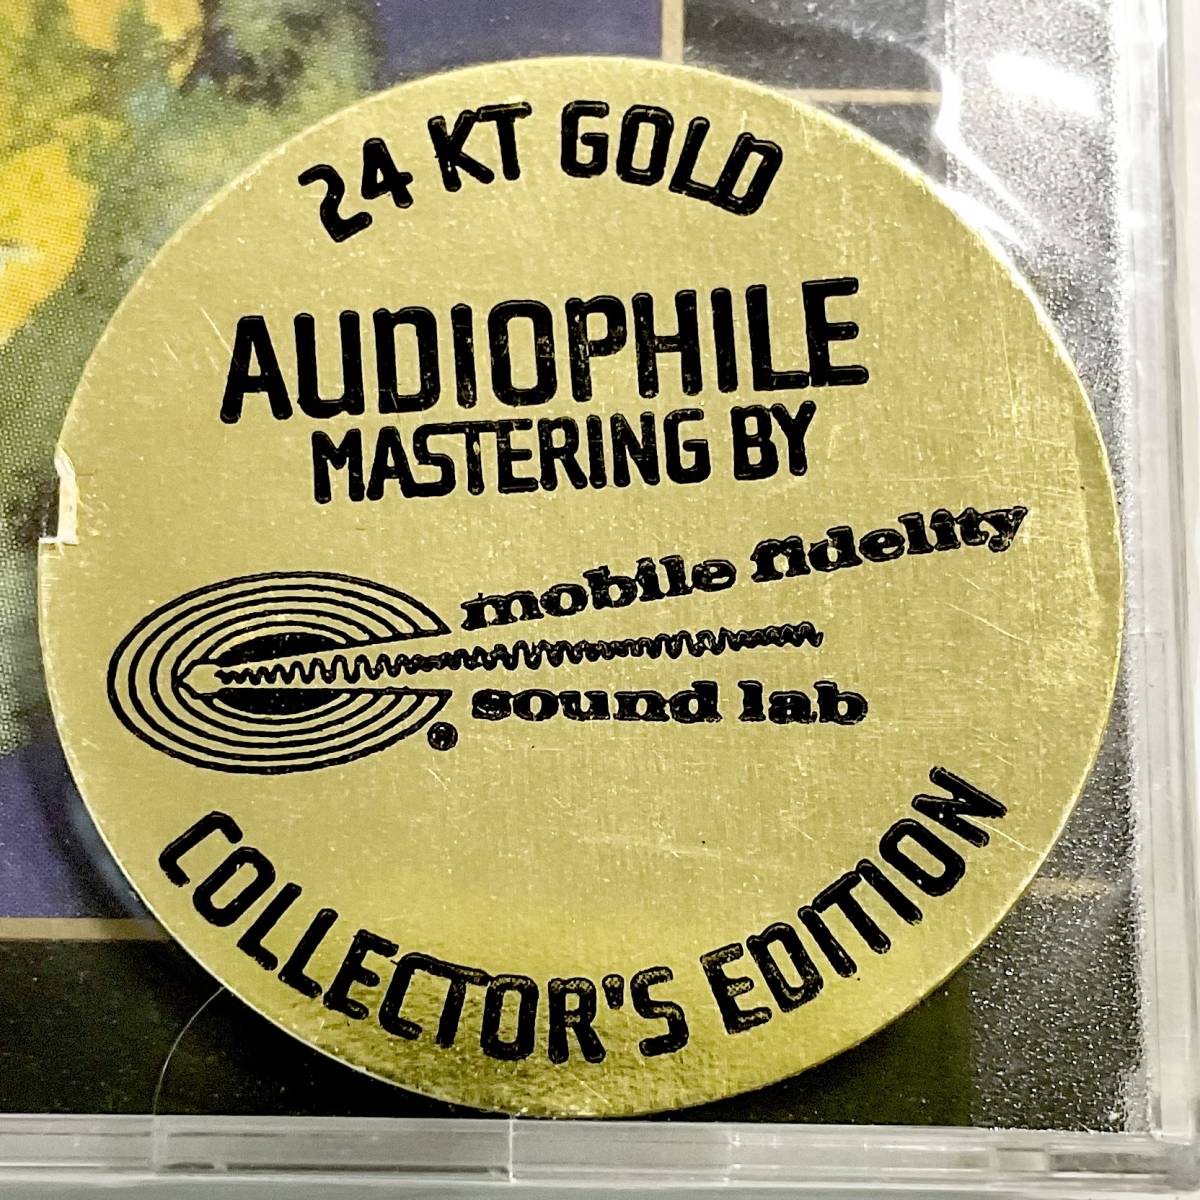 24 KT GOLD
AUDIOPHILE
MASTERING BY
mobile fidelity
sound lab
®
COLLECTOR'S EDITION